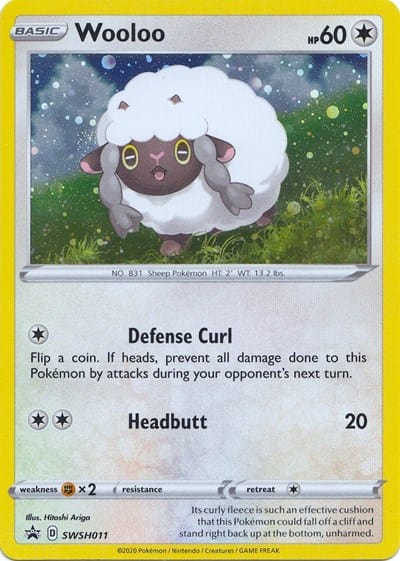 BASIC Wooloo HP60
NO. 831 Sheep Pokémon HT: 2' WT: 13.2 lbs.
Defense Curl
Flip a coin. If heads, prevent all damage done to this
Pokémon by attacks during your opponent's next turn.
Headbutt 20
weakness ×2 resistance retreat
Illus. Hitoshi Ariga
D SWSH011
Its curly fleece is such an effective cushion
that this Pokémon could fall off a cliff and
stand right back up at the bottom, unharmed.
©2020 Pokémon / Nintendo / Creatures / GAME FREAK